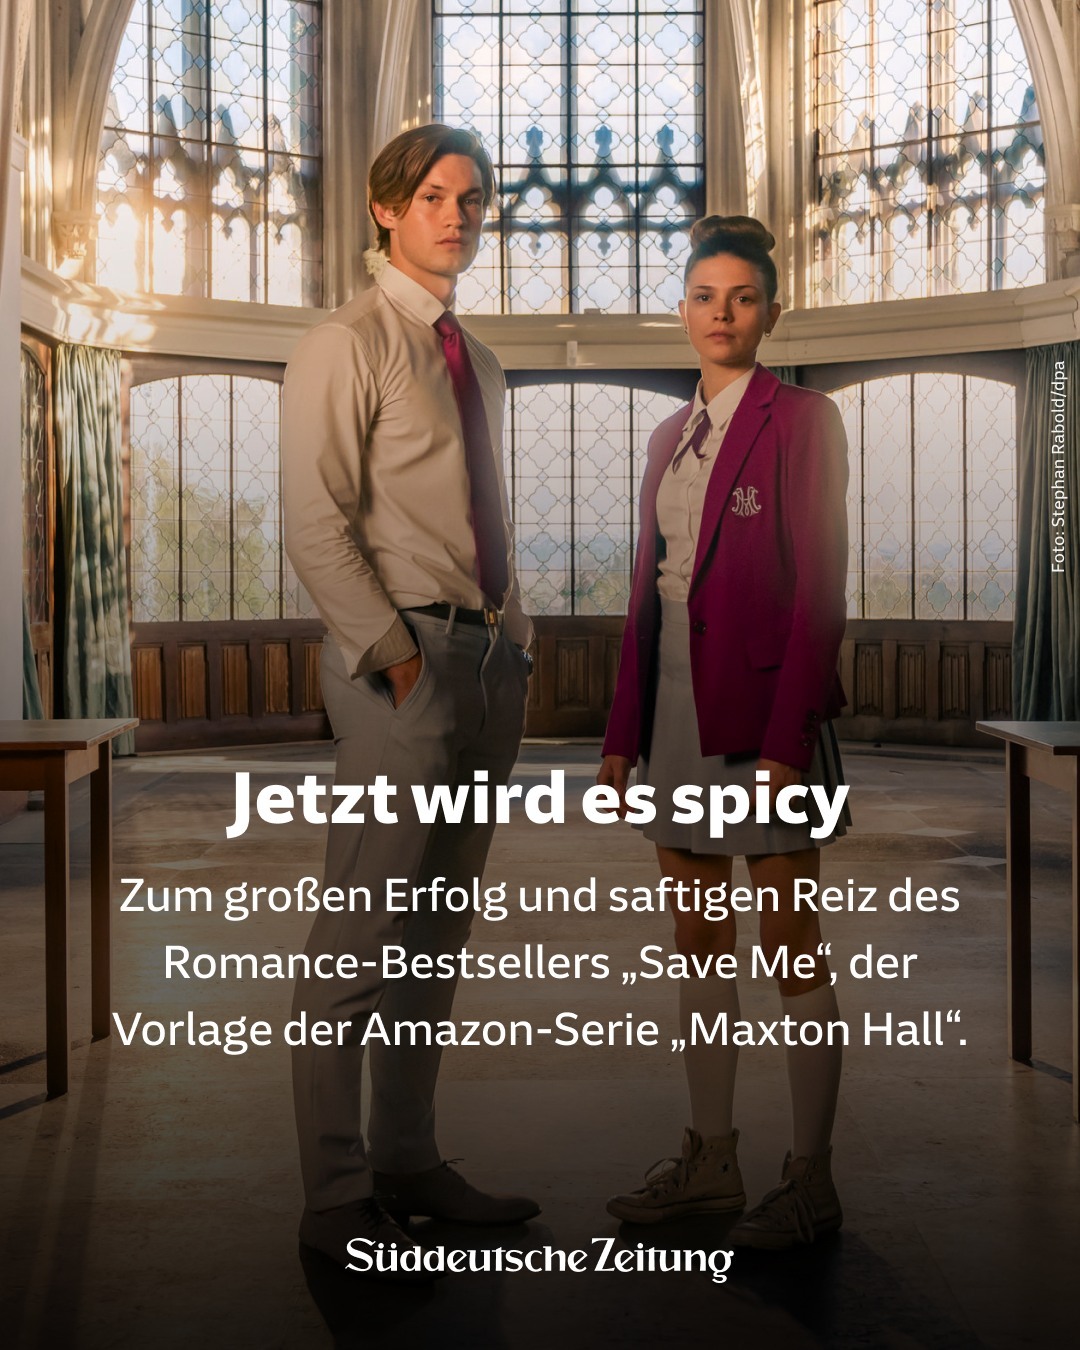 Foto: Stephan Rabold/dpa
Jetzt wird es spicy
Zum großen Erfolg und saftigen Reiz des
Romance-Bestsellers „Save Me“, der
Vorlage der Amazon-Serie „Maxton Hall“.
Süddeutsche Zeitung